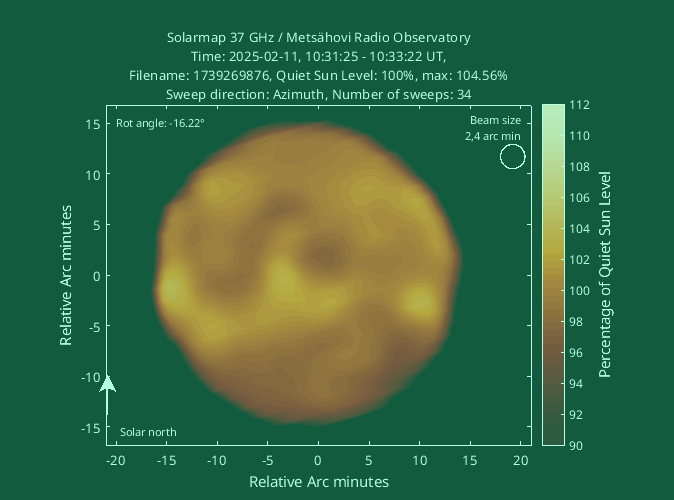 Solarmap 37 GHz / Metsähovi Radio Observatory
Time: 2025-02-11, 10:31:25 - 10:33:22 UT,
Filename: 1739269876, Quiet Sun Level: 100%, max: 104.56%
Sweep direction: Azimuth, Number of sweeps: 34
Rot angle: -16.22°
Beam size
2,4 arc min
15
10
5
0
-5
-10
-15
Relative Arc minutes
Solar north
-20
-15
-10
-5
0
5
10
15
20
Relative Arc minutes
112
110
108
106
104
102
100
98
96
94
92
90
Percentage of Quiet Sun Level